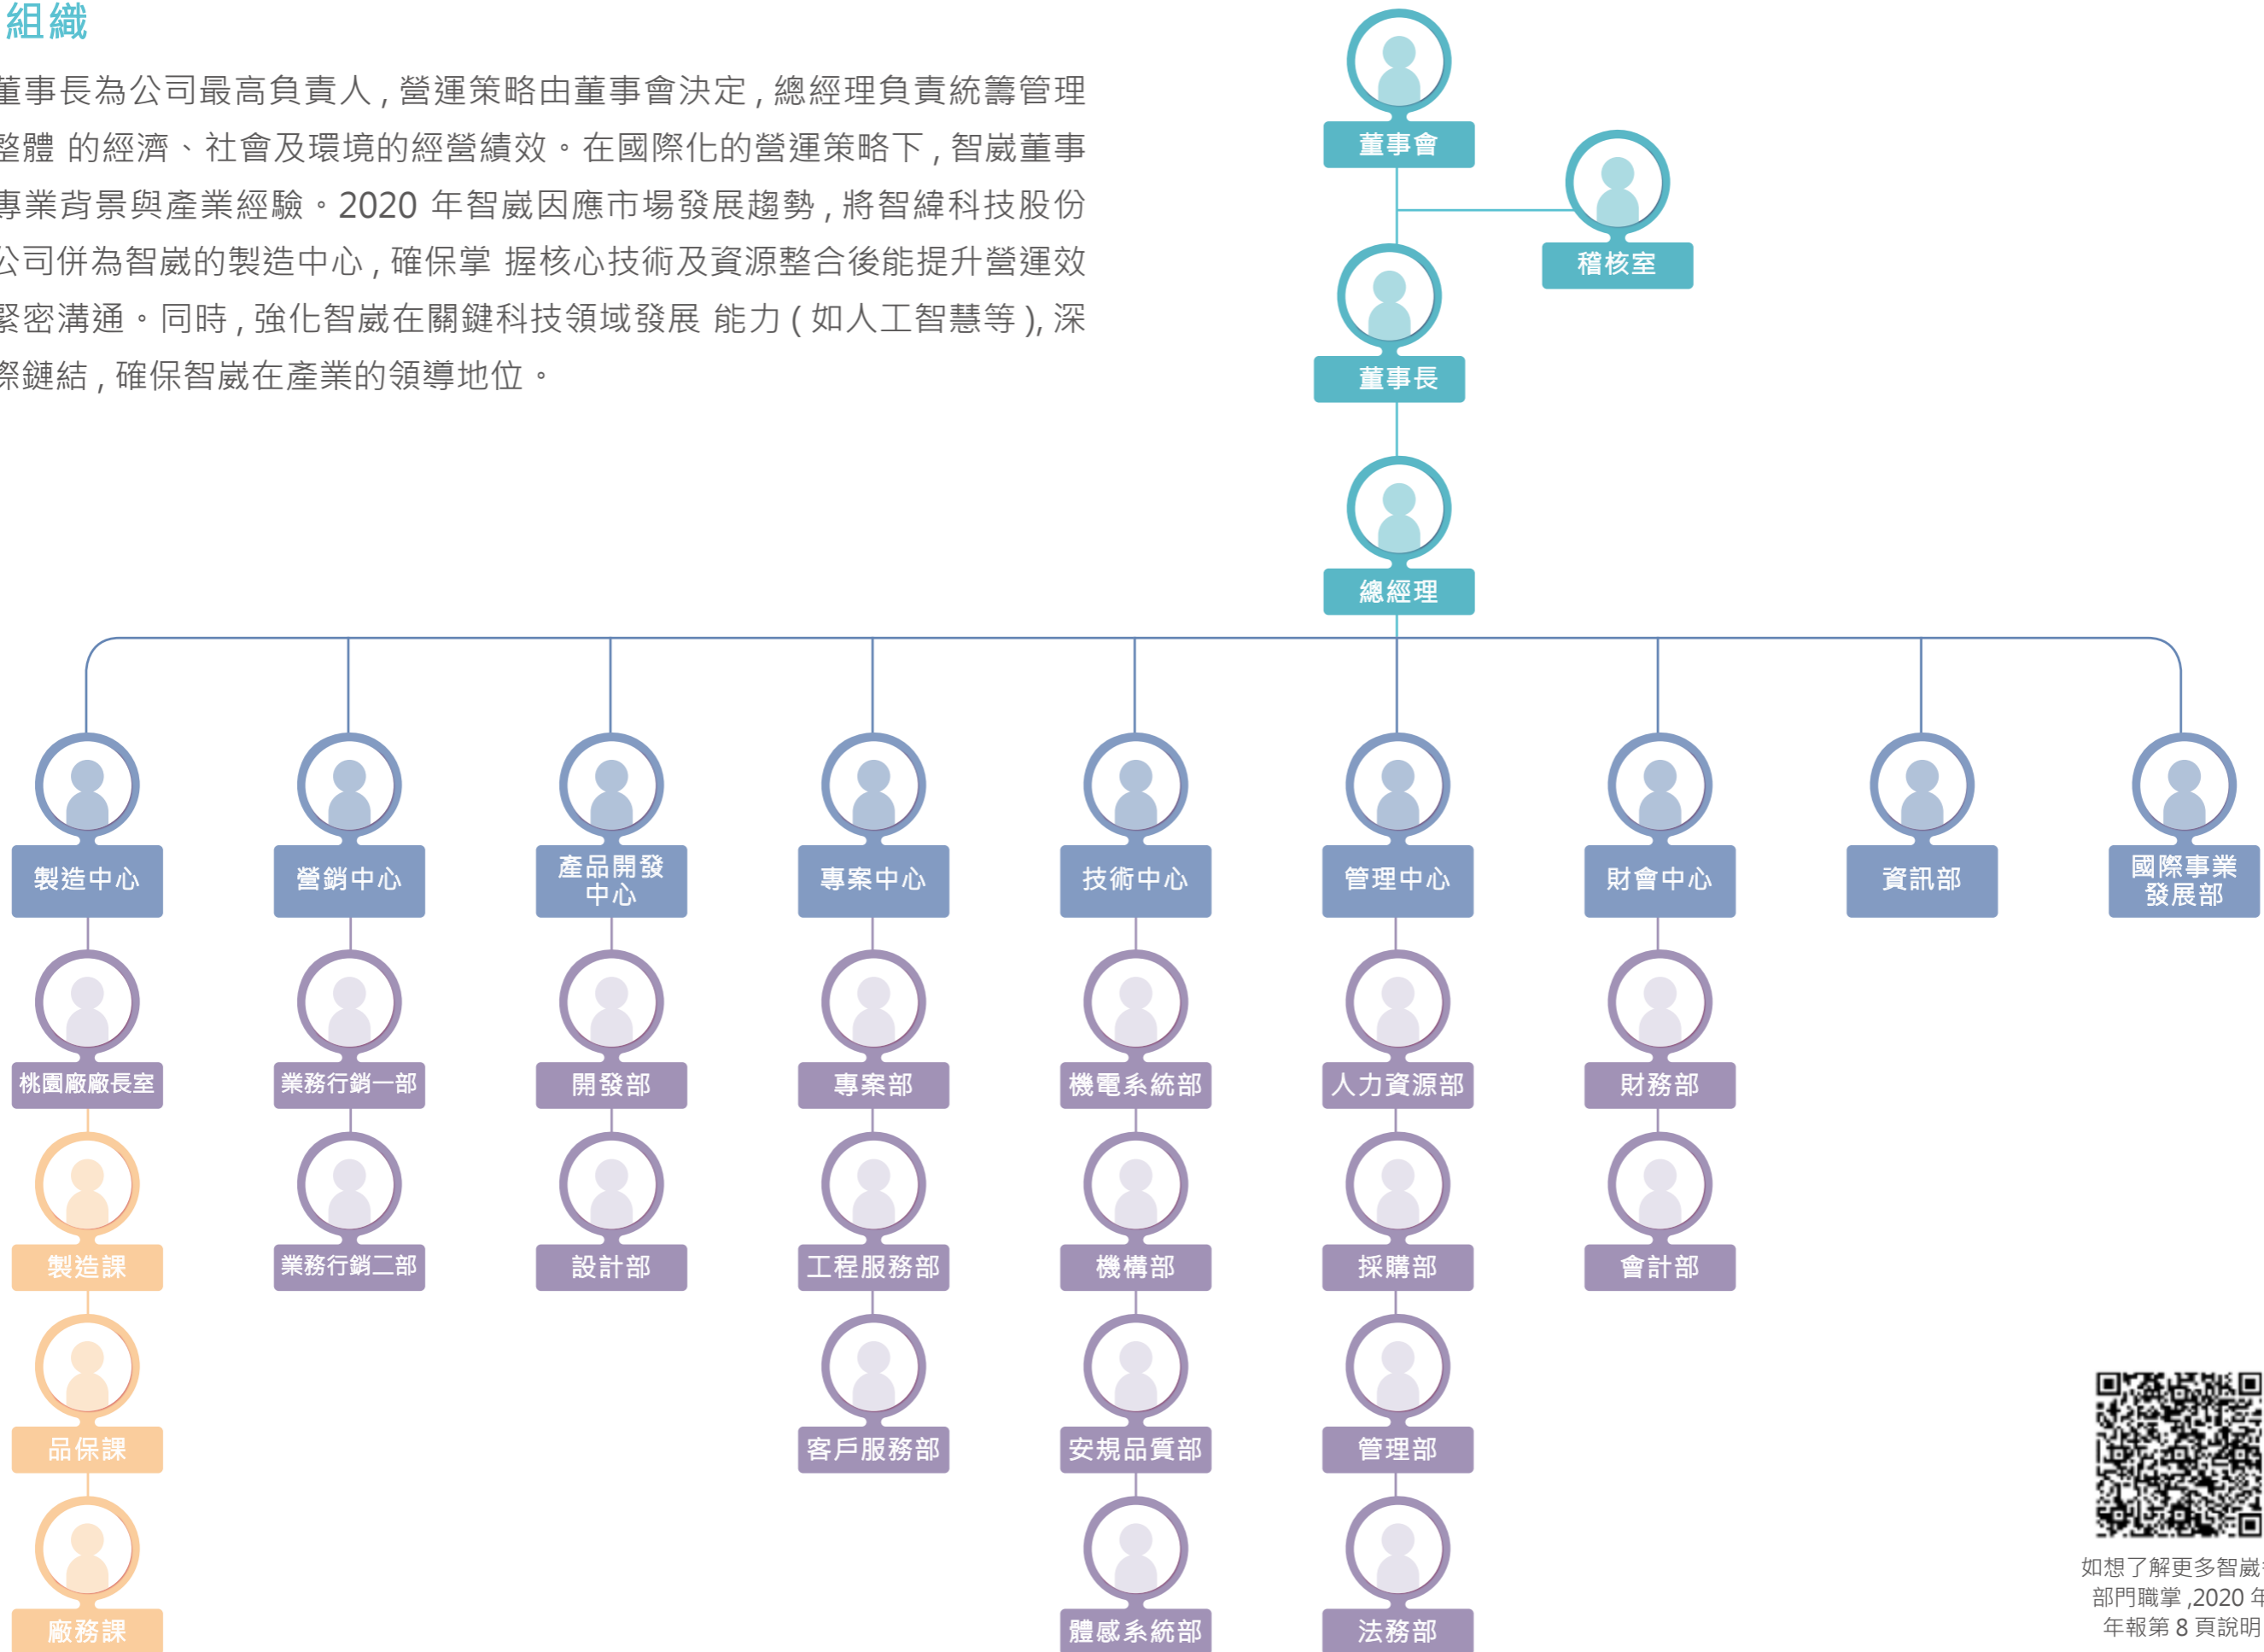 組織
董事長為公司最高負責人 , 營運策略由董事會決定 , 總經理負責統籌管理
整體 的經濟、社會及環境的經營績效。在國際化的營運策略下 , 智崴董事
專業背景與產業經驗。2020 年智崴因應市場發展趨勢 , 將智緯科技股份
公司併為智崴的製造中心 , 確保掌 握核心技術及資源整合後能提升營運效
緊密溝通。同時 , 強化智崴在關鍵科技領域發展 能力 ( 如人工智慧等 ), 深
際鏈結 , 確保智崴在產業的領導地位。
董事會
稽核室
董事長
總經理
製造中心
營銷中心
產品開發
中心
專案中心
技術中心
管理中心
財會中心
資訊部
國際事業
發展部
桃園廠廠長室
業務行銷一部
開發部
專案部
機電系統部
人力資源部
財務部
製造課
業務行銷二部
設計部
工程服務部
機構部
採購部
會計部
品保課
客戶服務部
安規品質部
管理部
廠務課
體感系統部
法務部
如想了解更多智崴
部門職掌 ,2020 年
年報第 8 頁說明